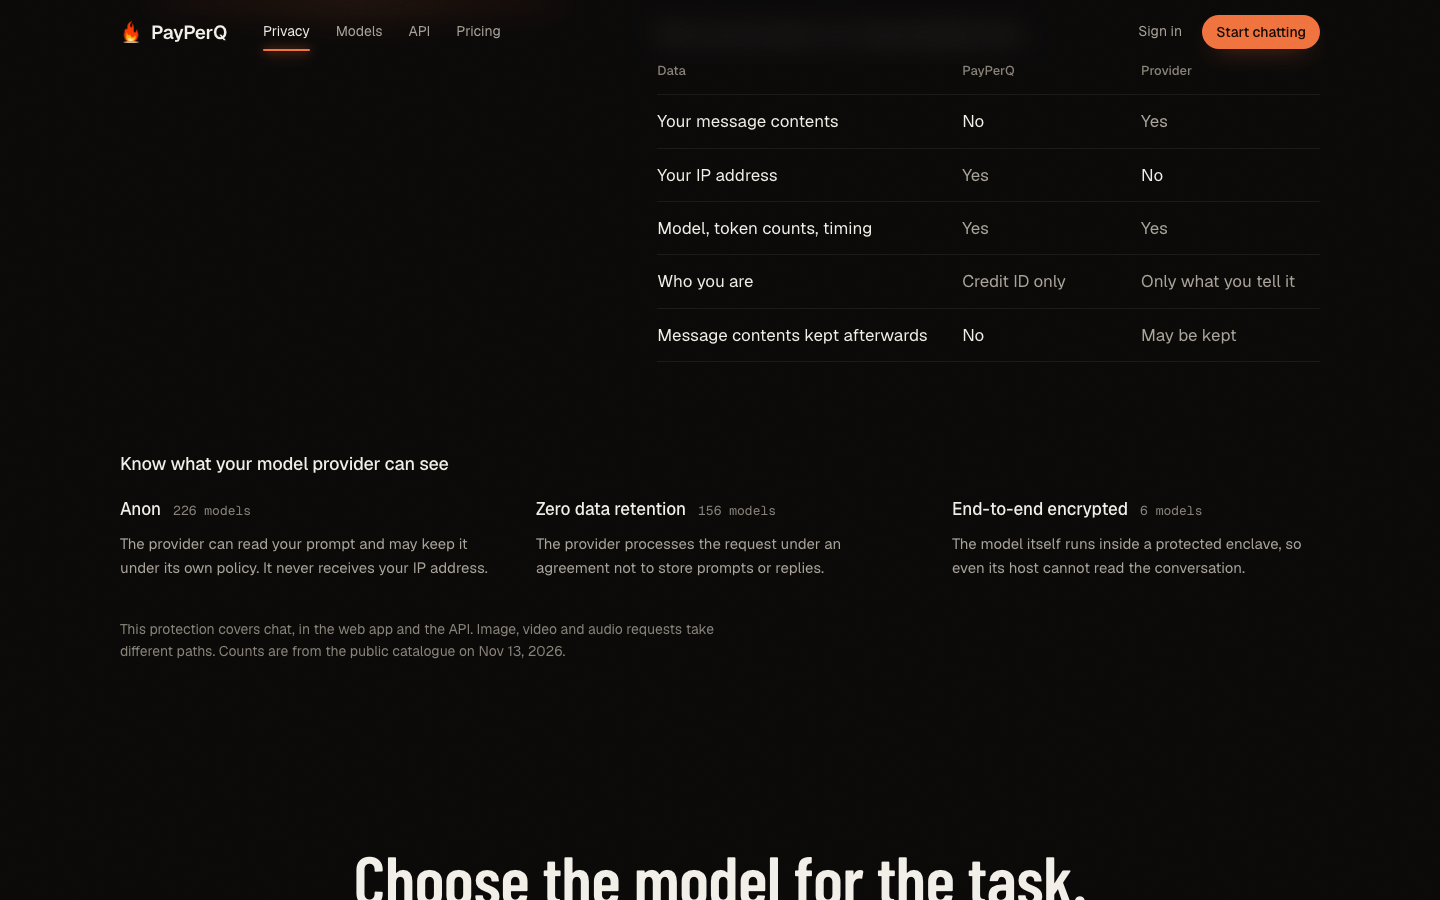 PayPerQ
Privacy
Models
API
Pricing
Sign in
Start chatting
Data PayPerQ Provider
Your message contents No Yes
Your IP address Yes No
Model, token counts, timing Yes Yes
Who you are Credit ID only Only what you tell it
Message contents kept afterwards No May be kept
Know what your model provider can see
Anon 226 models
The provider can read your prompt and may keep it
under its own policy. It never receives your IP address.
Zero data retention 156 models
The provider processes the request under an
agreement not to store prompts or replies.
End-to-end encrypted 6 models
The model itself runs inside a protected enclave, so
even its host cannot read the conversation.
This protection covers chat, in the web app and the API. Image, video and audio requests take
different paths. Counts are from the public catalogue on Nov 13, 2026.
Choose the model for the task.